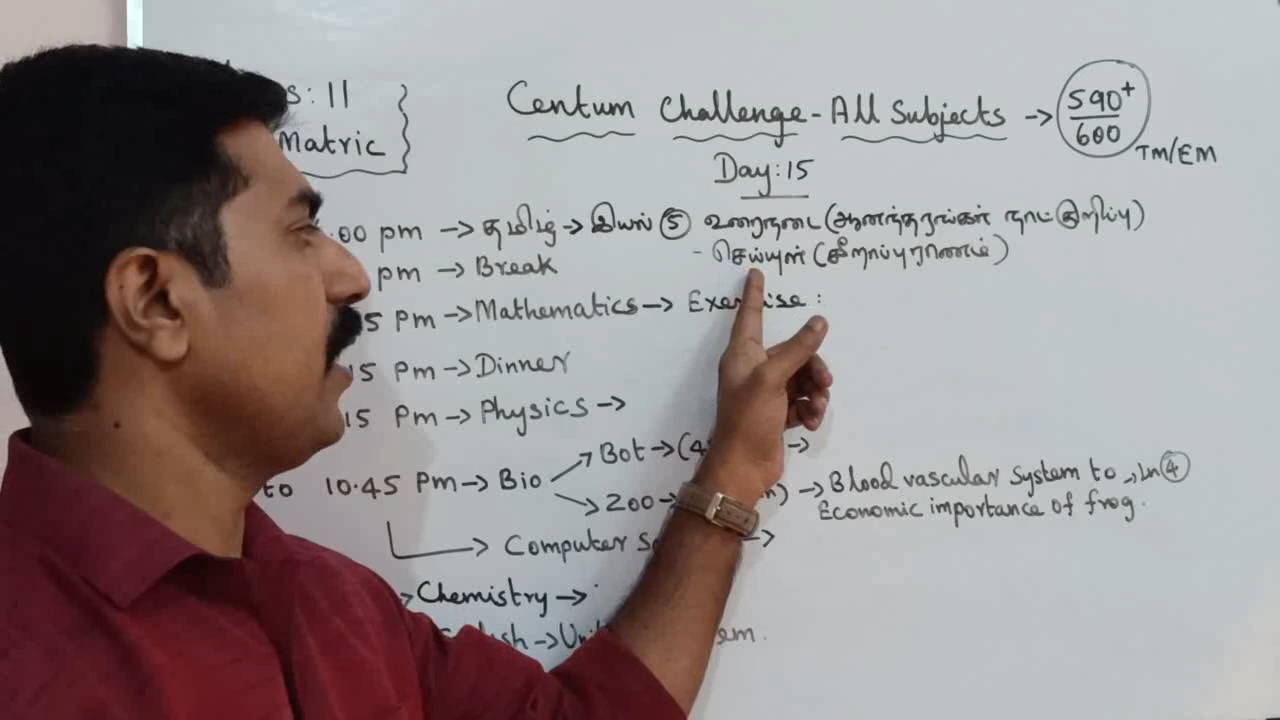 s: 11
Matric
Centum Challenge - All Subjects → 590+/600
TM/EM
Day: 15
.00 pm → தமிழ் → இயல் ⑤ உரைநடை (ஆனந்தரங்கர் நாட்குறிப்பு)
- செய்யுள் (சீறாப்புராணம்)
pm → Break
5 Pm → Mathematics → Exercise :
15 Pm → Dinner
15 Pm → Physics →
to 10.45 Pm → Bio
Bot → (4 →
Zoo → ) → Blood vascular system to , Ln ④
Economic importance of frog.
Computer S →
Chemistry →
→ Uni em.